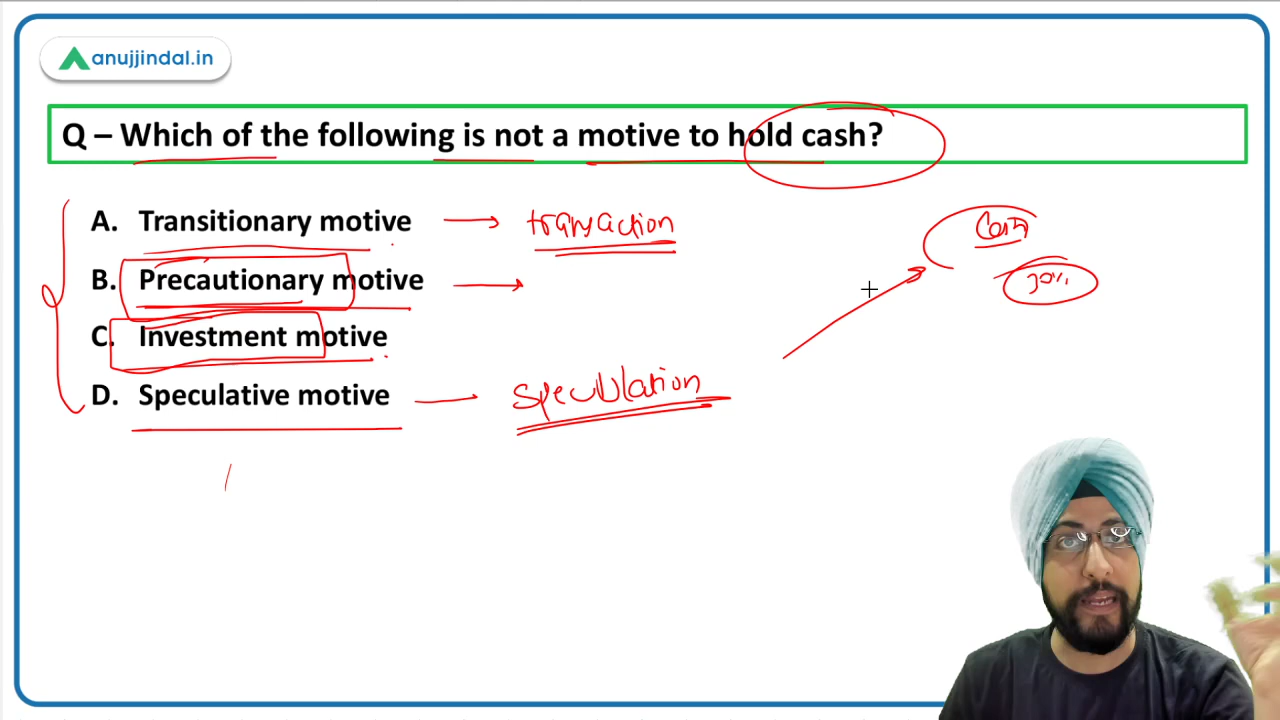 anujjindal.in
Q – Which of the following is not a motive to hold cash?
A. Transitionary motive → transaction
B. Precautionary motive →
C. Investment motive
D. Speculative motive — Speculation
Cash